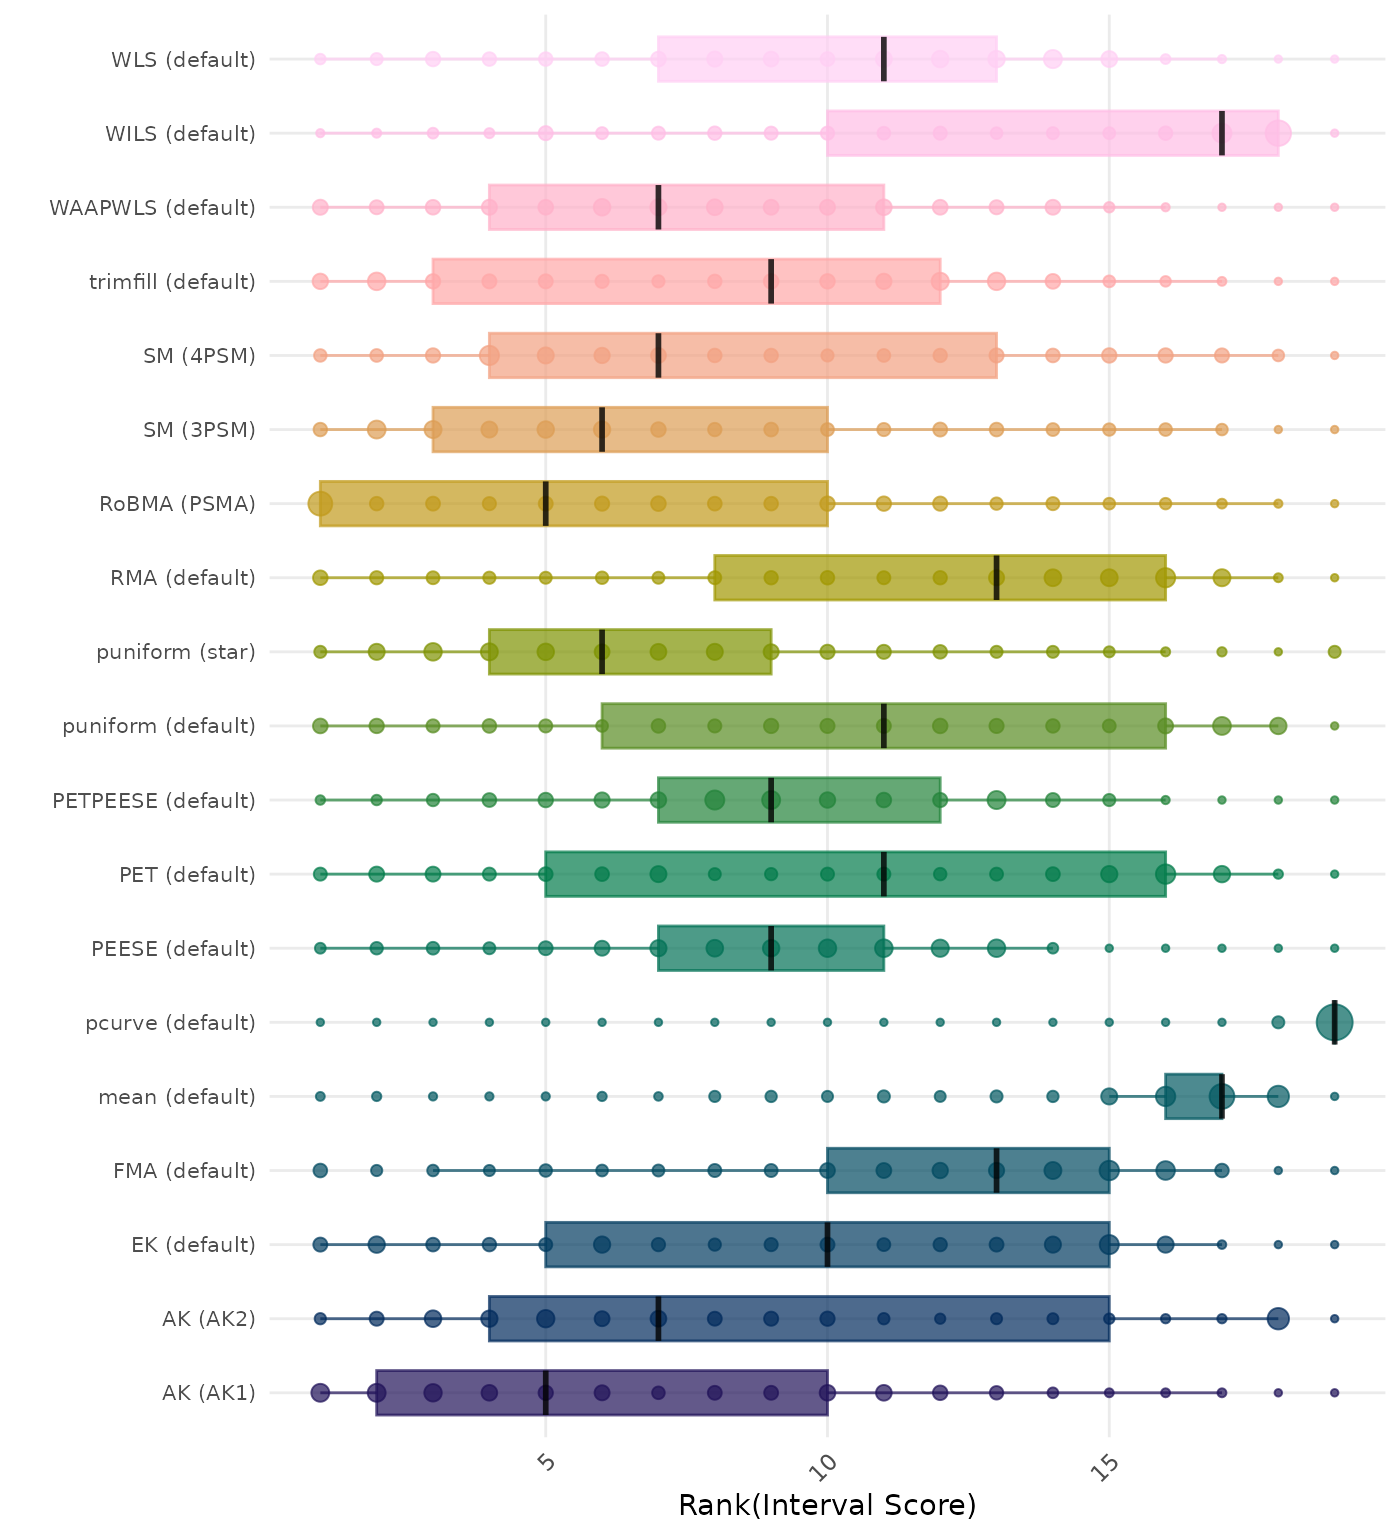 WLS (default)
WILS (default)
WAAPWLS (default)
trimfill (default)
SM (4PSM)
SM (3PSM)
RoBMA (PSMA)
RMA (default)
puniform (star)
puniform (default)
PETPEESE (default)
PET (default)
PEESE (default)
pcurve (default)
mean (default)
FMA (default)
EK (default)
AK (AK2)
AK (AK1)
5 10 15
Rank(Interval Score)